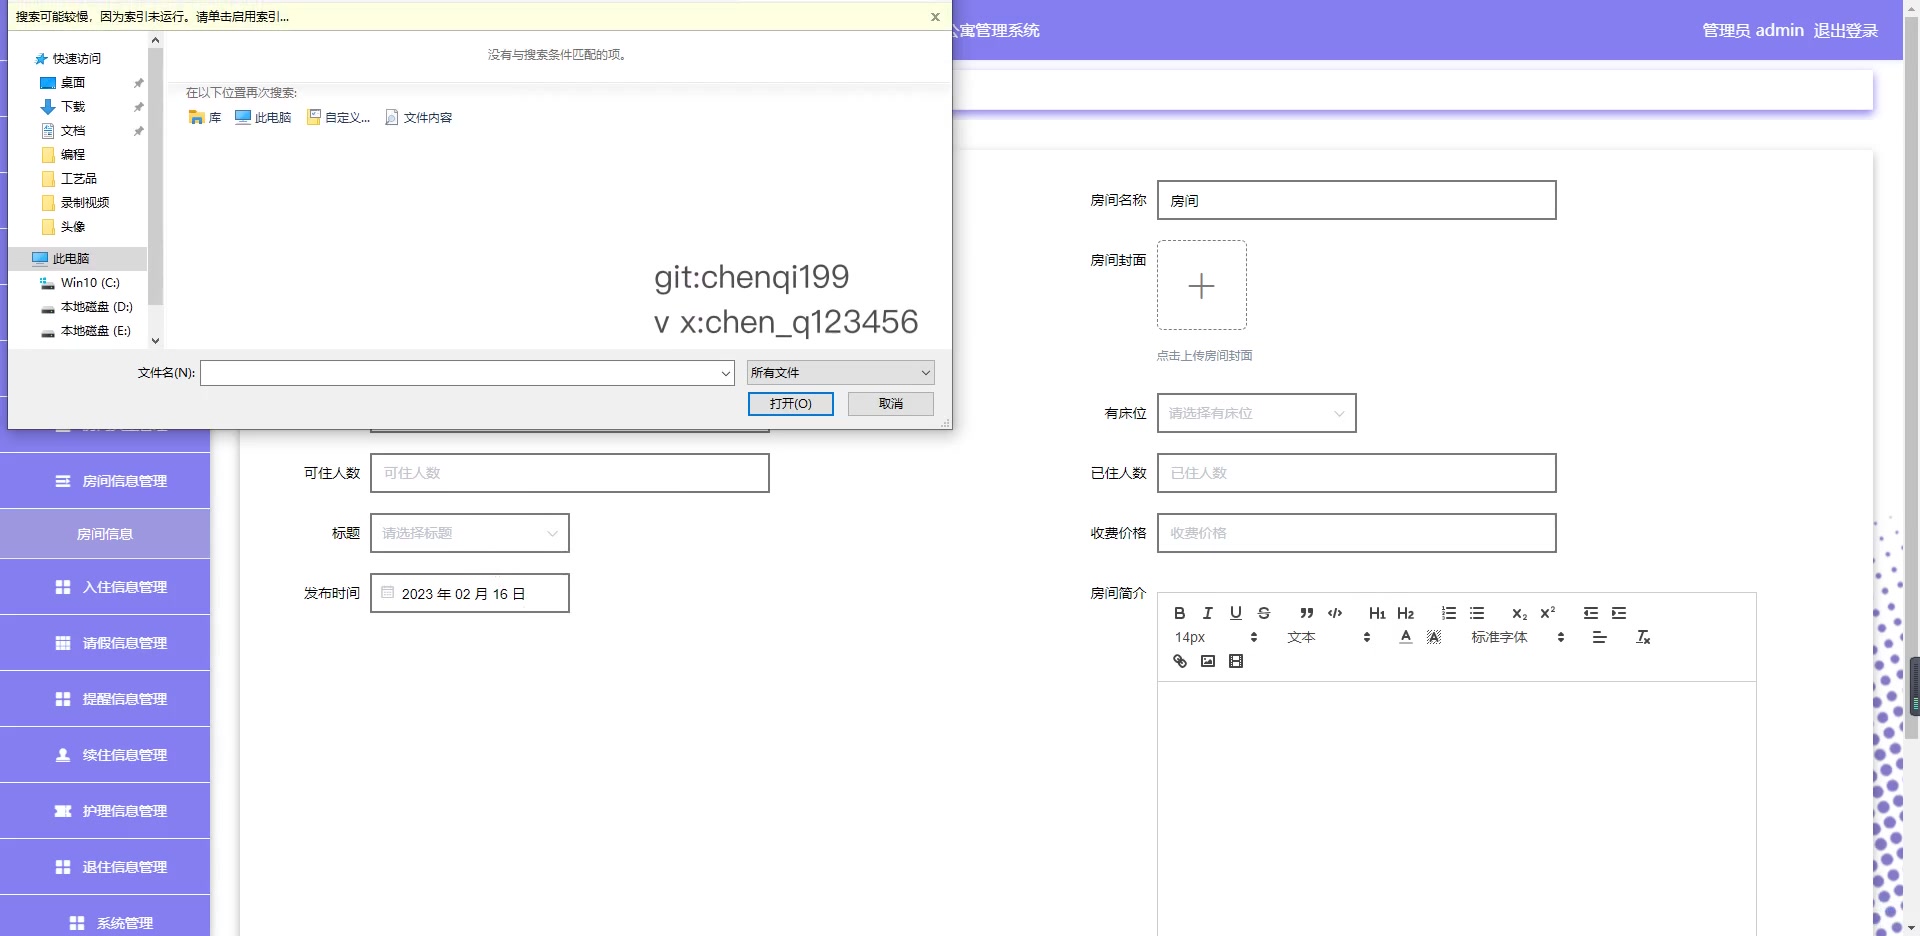 搜索可能较慢，因为索引未运行。请单击启用索引...
没有与搜索条件匹配的项。
在以下位置再次搜索:
库
此电脑
自定义...
文件内容
快速访问
桌面
下载
文档
编程
工艺品
录制视频
头像
此电脑
Win10 (C:)
本地磁盘 (D:)
本地磁盘 (E:)
git:chenqi199
v x:chen_q123456
文件名(N):
所有文件
打开(O)
取消
公寓管理系统
管理员 admin
退出登录
房间信息管理
房间信息
入住信息管理
请假信息管理
提醒信息管理
续住信息管理
护理信息管理
退住信息管理
系统管理
房间名称
房间
房间封面
点击上传房间封面
有床位
请选择有床位
可住人数
可住人数
已住人数
已住人数
标题
请选择标题
收费价格
收费价格
发布时间
2023 年 02 月 16 日
房间简介
B I U S H1 H2 X2 X2
14px
文本
A A
标准字体
Tx